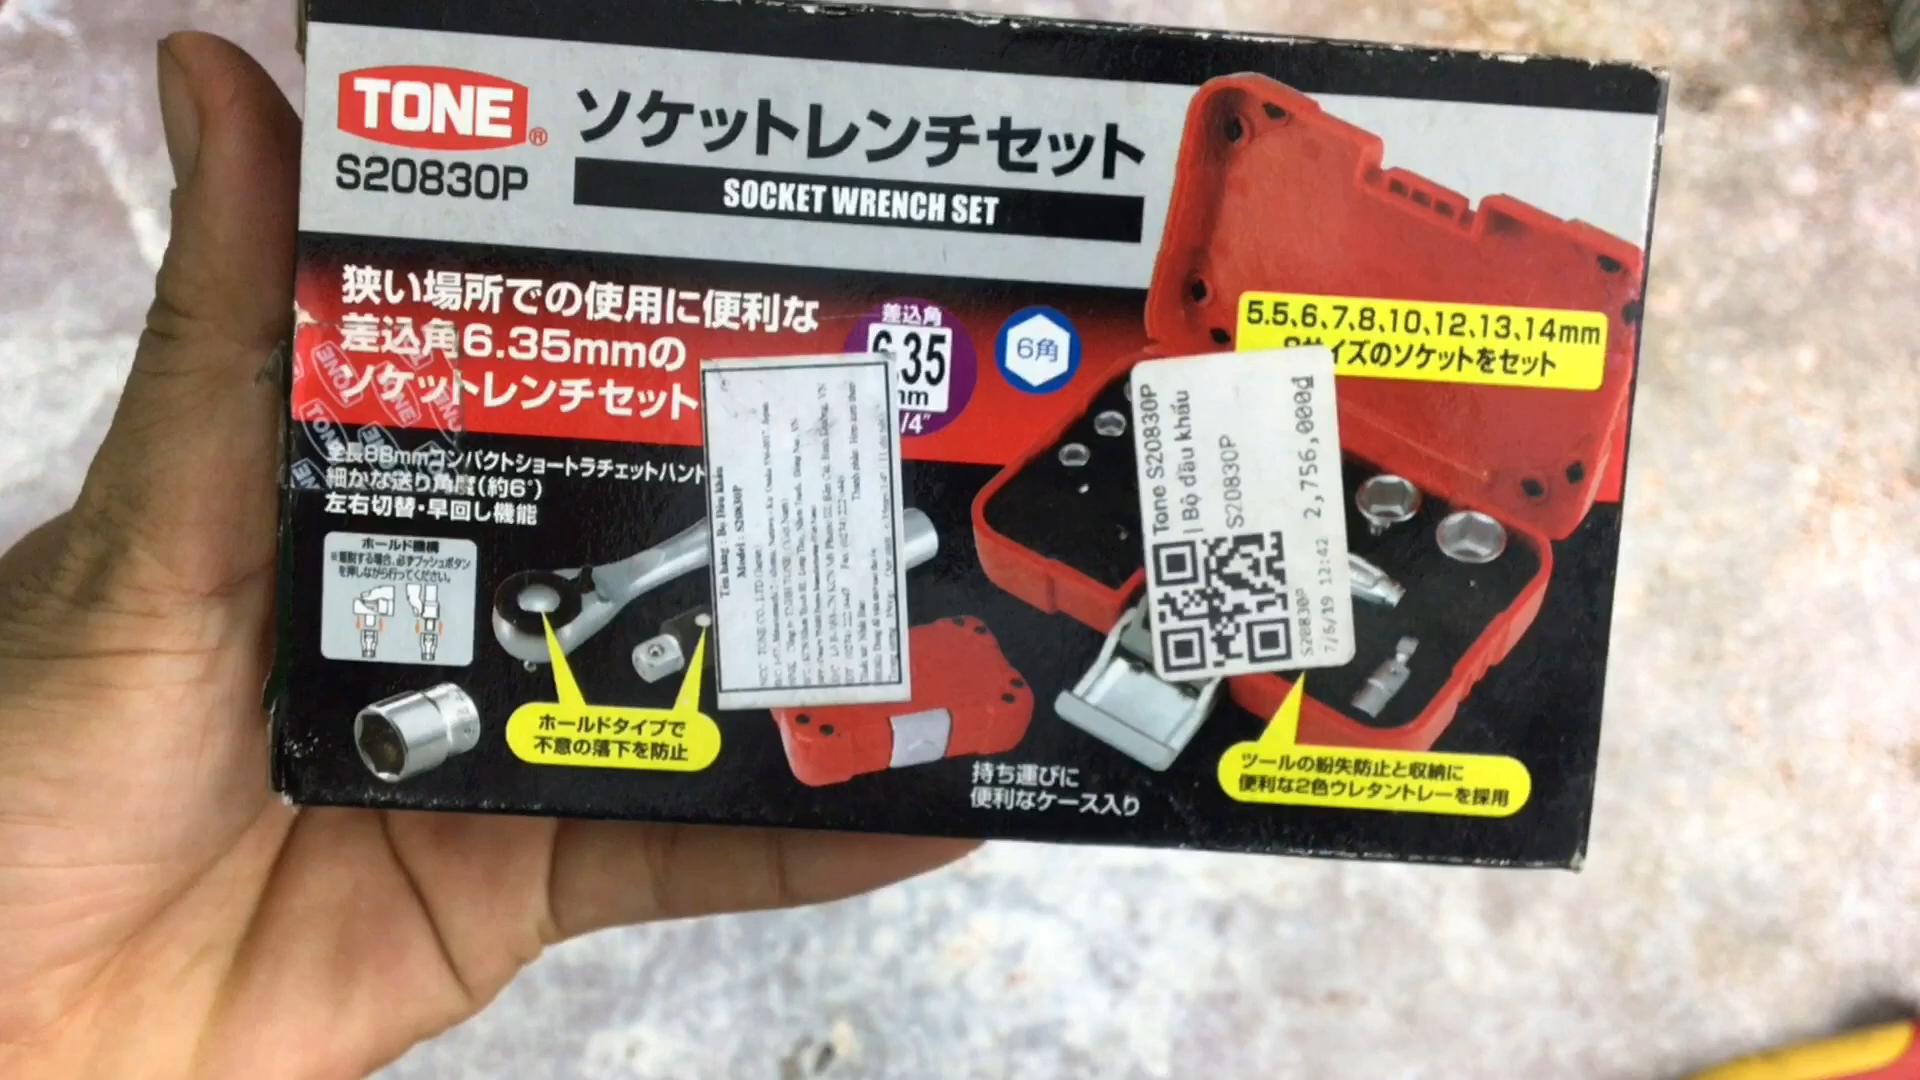 TONE®
S20830P
ソケットレンチセット
SOCKET WRENCH SET
狭い場所での使用に便利な
差込角6.35mmの
ソケットレンチセット
差込角
6角
5.5、6、7、8、10、12、13、14mm
サイズのソケットをセット
全長88mmコンパクトショートラチェットハンド
細かな送り角度(約6°)
左右切替・早回し機能
ホールド機構
※着脱する場合、必ずプッシュボタン
を押しながら行ってください。
ホールドタイプで
不意の落下を防止
Tên hàng : Bộ Đầu khẩu
Model : S20830P
Tone S20830P
| Bộ đầu khẩu
S20830P
S20830P
7/6/19 12:42
2,756,000₫
持ち運びに
便利なケース入り
ツールの紛失防止と収納に
便利な2色ウレタントレーを採用